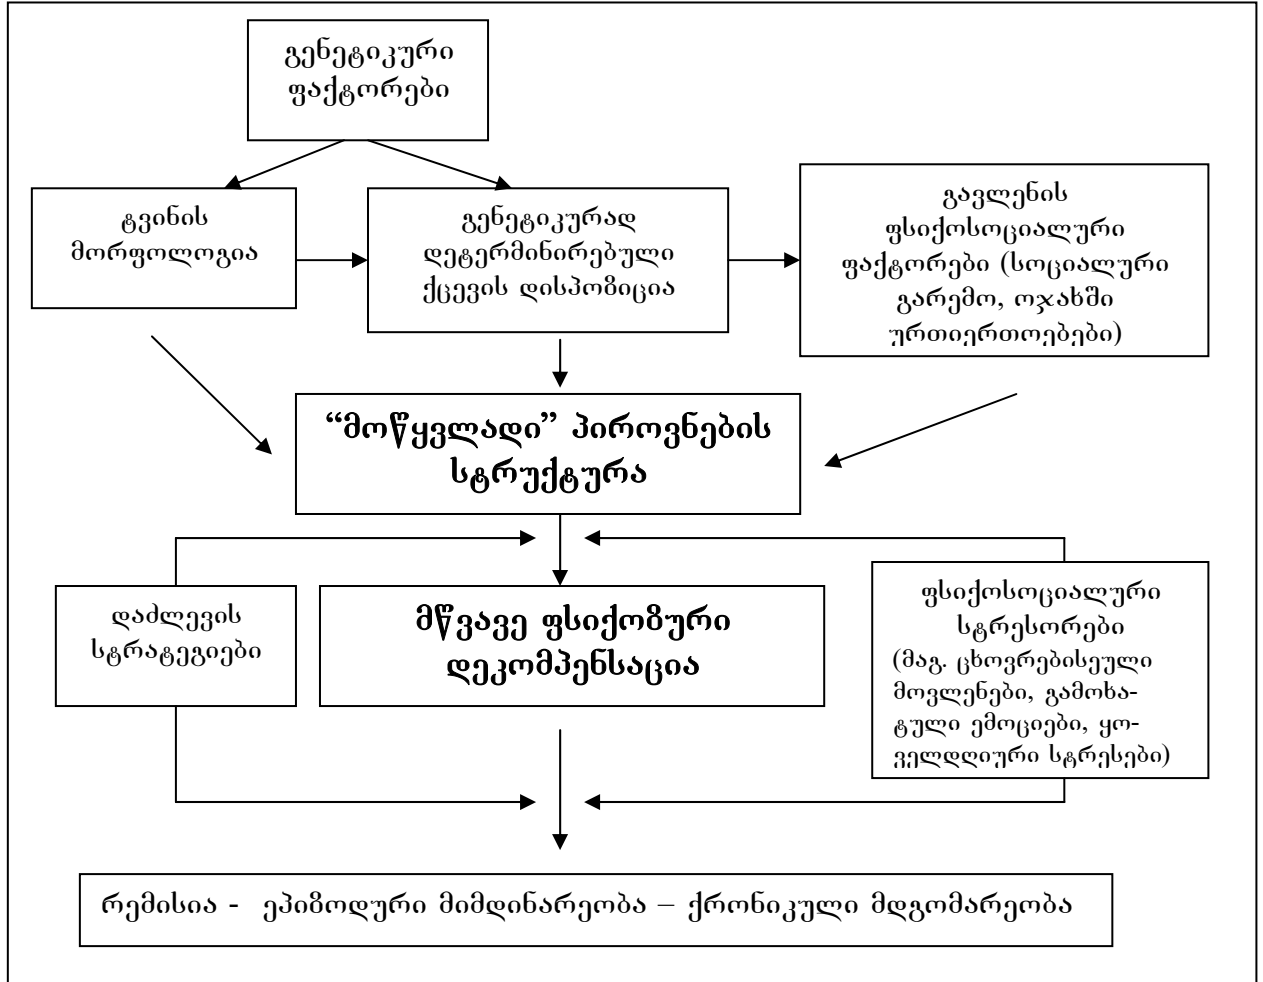 გენეტიკური
ფაქტორები
ტვინის
მორფოლოგია
გენეტიკურად
დეტერმინირებული
ქცევის დისპოზიცია
გავლენის
ფსიქოსოციალური
ფაქტორები (სოციალური
გარემო, ოჯახში
ურთიერთოებები)
“მოწყვლადი” პიროვნების
სტრუქტურა
დაძლევის
სტრატეგიები
მწვავე ფსიქოზური
დეკომპენსაცია
ფსიქოსოციალური
სტრესორები
(მაგ. ცხოვრებისეული
მოვლენები, გამოხა-
ტული ემოციები, ყო-
ველდღიური სტრესები)
რემისია - ეპიზოდური მიმდინარეობა – ქრონიკული მდგომარეობა